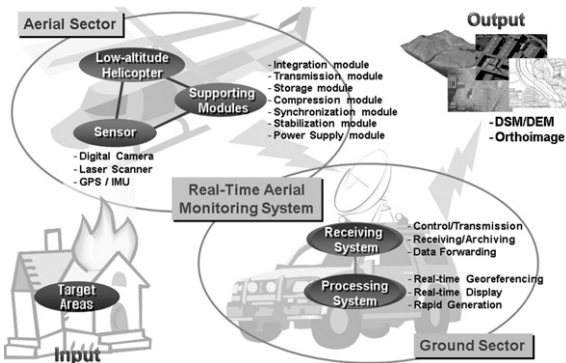 Aerial Sector
Low-altitude
Helicopter
Supporting
Modules
Sensor
- Integration module
- Transmission module
- Storage module
- Compression module
- Synchronization module
- Stabilization module
- Power Supply module
- Digital Camera
- Laser Scanner
- GPS / IMU
Output
-DSM/DEM
- Orthoimage
Real-Time Aerial
Monitoring System
Receiving
System
- Control/Transmission
- Receiving/Archiving
- Data Forwarding
Processing
System
- Real-time Georeferencing
- Real-time Display
- Rapid Generation
Target
Areas
Input
Ground Sector